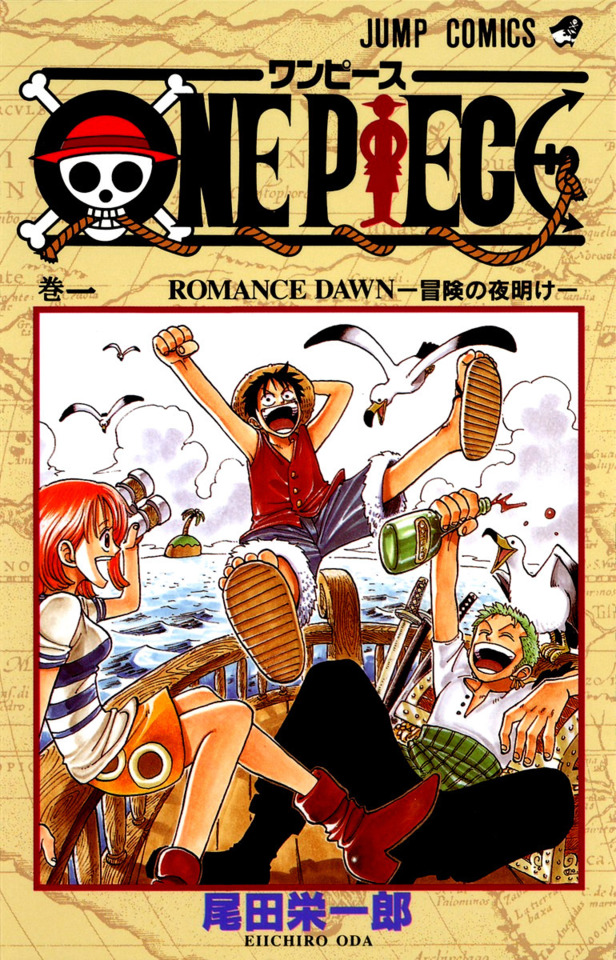 JUMP COMICS
ワンピース
ONE PIECE
巻一 ROMANCE DAWN—冒険の夜明け—
尾田栄一郎
EIICHIRO ODA